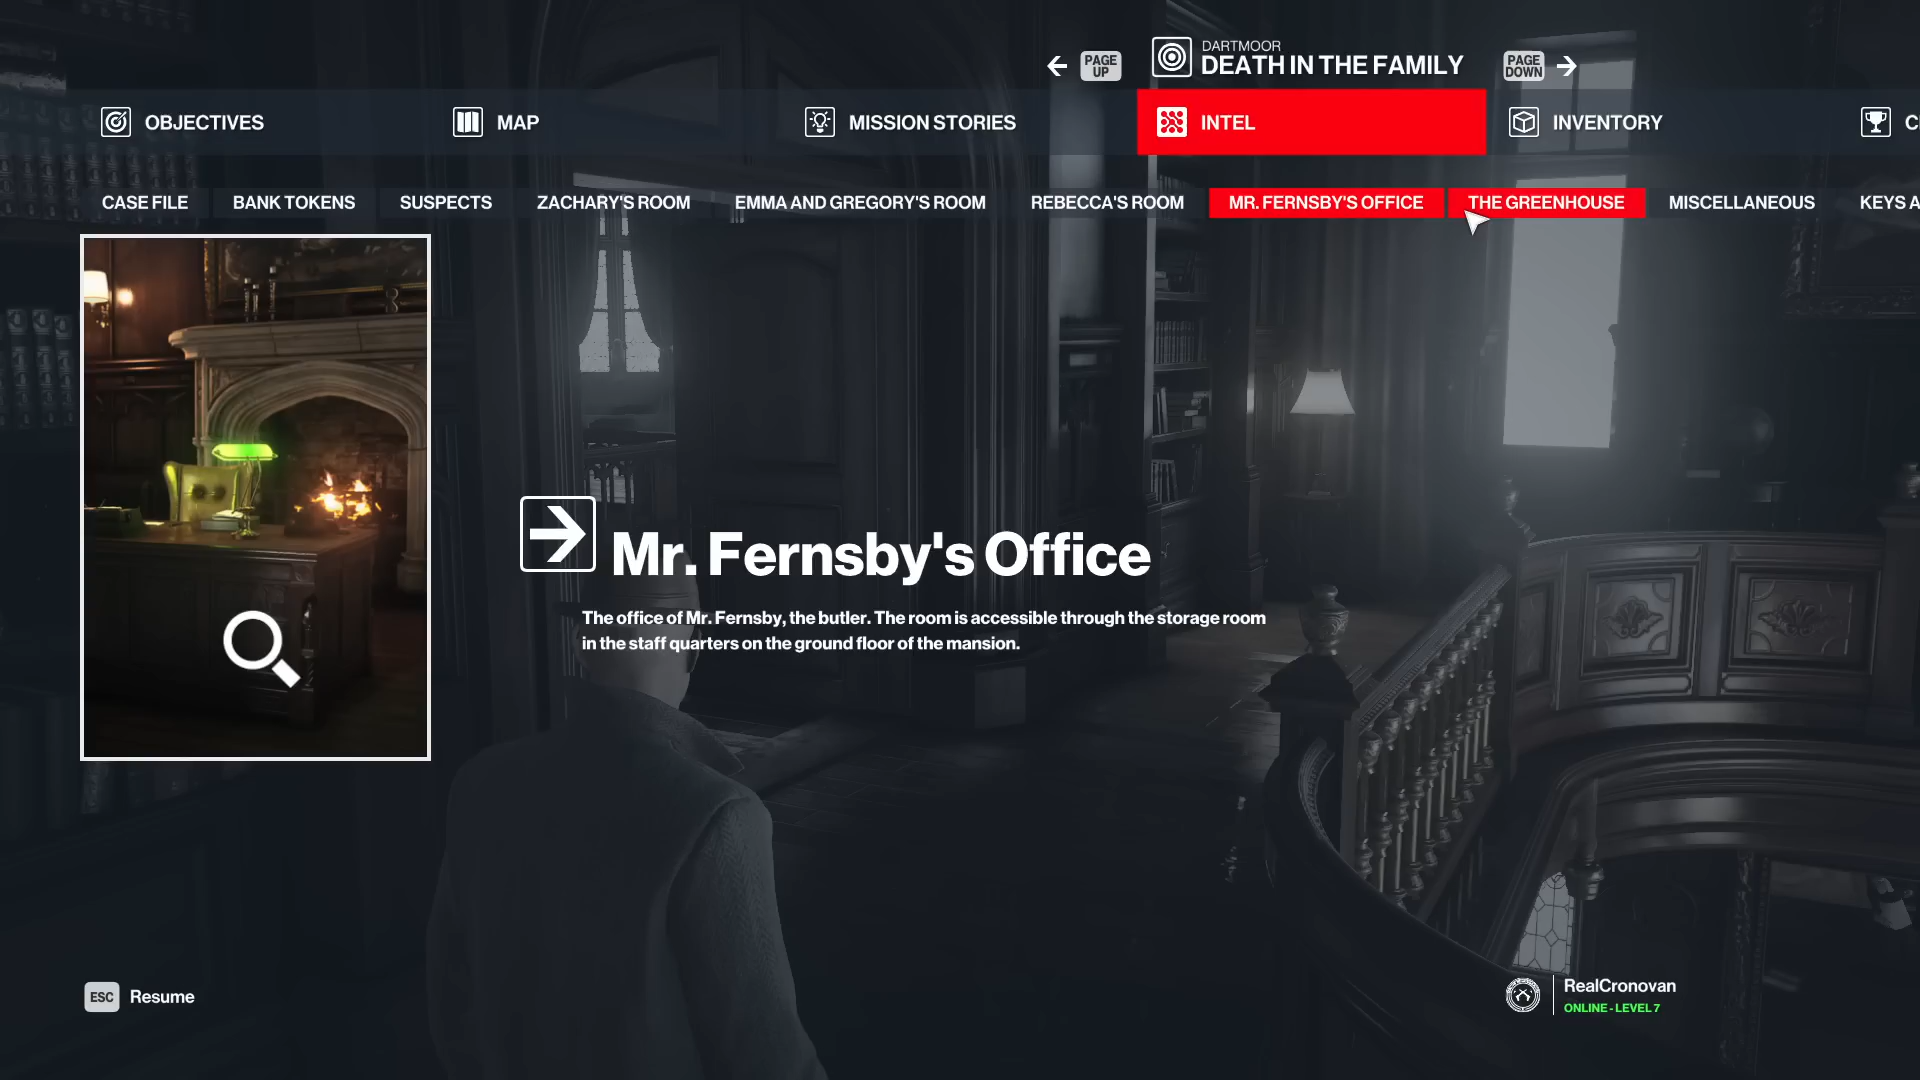 DARTMOOR
PAGE UP DEATH IN THE FAMILY PAGE DOWN
OBJECTIVES MAP MISSION STORIES INTEL INVENTORY
CASE FILE BANK TOKENS SUSPECTS ZACHARY'S ROOM EMMA AND GREGORY'S ROOM REBECCA'S ROOM MR. FERNSBY'S OFFICE THE GREENHOUSE MISCELLANEOUS KEYS A
Mr. Fernsby's Office
The office of Mr. Fernsby, the butler. The room is accessible through the storage room
in the staff quarters on the ground floor of the mansion.
ESC Resume
RealCronovan
ONLINE - LEVEL 7